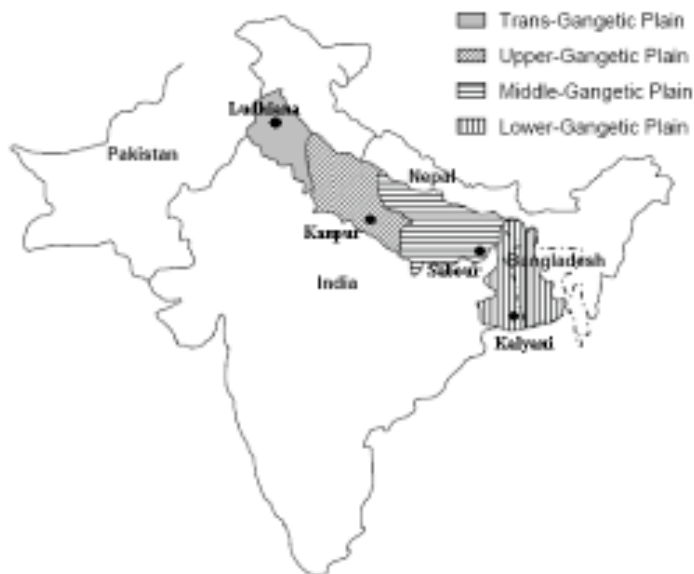 Trans-Gangetic Plain
Upper-Gangetic Plain
Middle-Gangetic Plain
Lower-Gangetic Plain
Ludhiana
Pakistan
Nepal
Kanpur
Sabour
Bangladesh
India
Kalyani